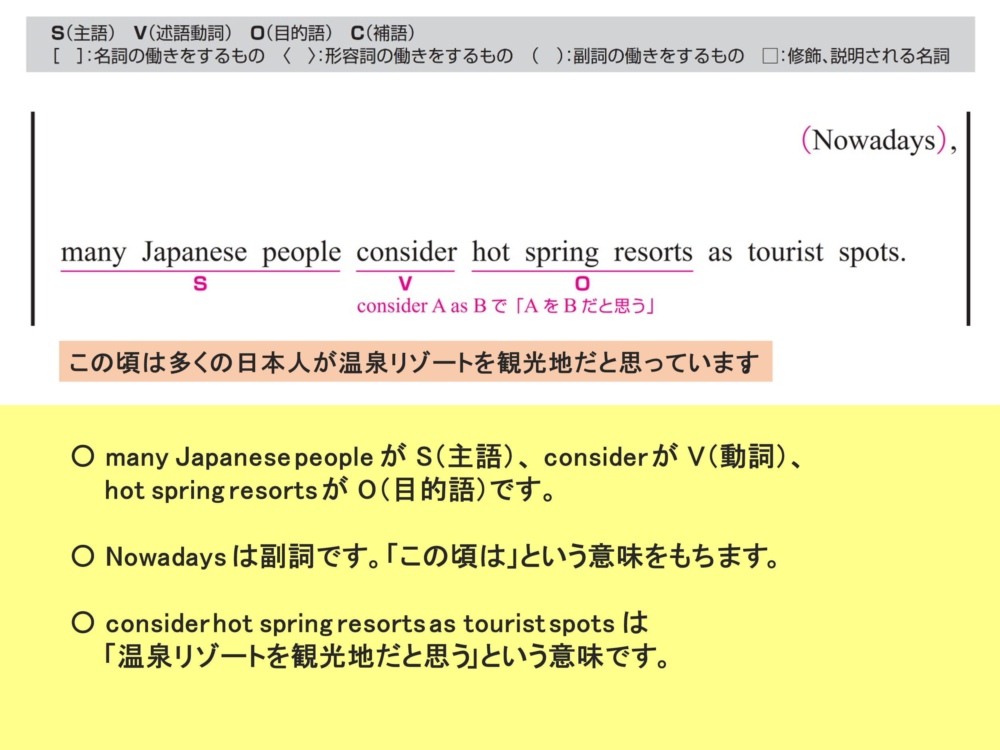 S(主語) V(述語動詞) O(目的語) C(補語)
[ ]:名詞の働きをするもの 〈 〉:形容詞の働きをするもの ( ):副詞の働きをするもの □:修飾、説明される名詞
(Nowadays),
many Japanese people consider hot spring resorts as tourist spots.
S V O
consider A as B で「A を B だと思う」
この頃は多くの日本人が温泉リゾートを観光地だと思っています
○ many Japanese people が S(主語)、consider が V(動詞)、
hot spring resorts が O(目的語)です。
○ Nowadays は副詞です。「この頃は」という意味をもちます。
○ consider hot spring resorts as tourist spots は
「温泉リゾートを観光地だと思う」という意味です。